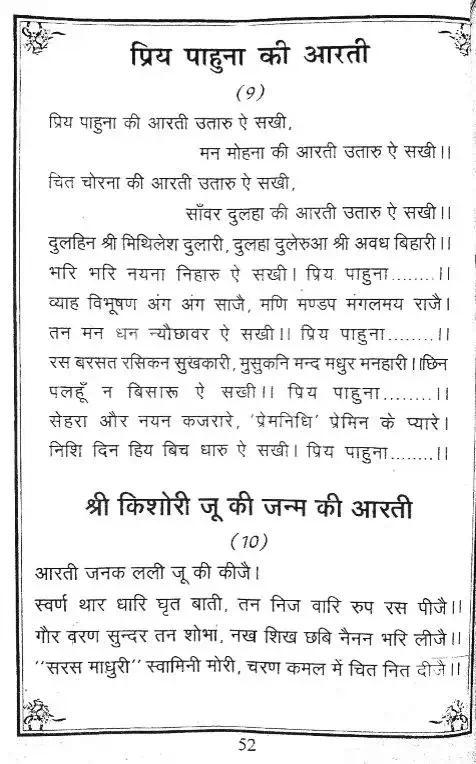 प्रिय पाहुना की आरती
(9)
प्रिय पाहुना की आरती उतारु ऐ सखी,
मन मोहना की आरती उतारु ऐ सखी।।
चित चोरना की आरती उतारु ऐ सखी,
साँवर दुलहा की आरती उतारु ऐ सखी।।
दुलहिन श्री मिथिलेश दुलारी, दुलहा दुलेरुआ श्री अवध बिहारी।।
भरि भरि नयना निहारु ऐ सखी। प्रिय पाहुना........।।
व्याह विभूषण अंग अंग साजै, मणि मण्डप मंगलमय राजै।
तन मन धन न्यौछावर ऐ सखी।। प्रिय पाहुना........।।
रस बरसत रसिकन सुखकारी, मुसुकनि मन्द मधुर मनहारी।।छिन
पलहूँ न बिसारू ऐ सखी।। प्रिय पाहुना........।।
सेहरा और नयन कजरारे, 'प्रेमनिधि' प्रेमिन के प्यारे।
निशि दिन हिय बिच धारु ऐ सखी। प्रिय पाहुना........।।
श्री किशोरी जू की जन्म की आरती
(10)
आरती जनक लली जू की कीजै।
स्वर्ण थार धारि घृत बाती, तन निज वारि रुप रस पीजै।।
गौर वरण सुन्दर तन शोभा, नख शिख छबि नैनन भरि लीजै।।
"सरस माधुरी" स्वामिनी मोरी, चरण कमल में चित नित दीजै।।
52